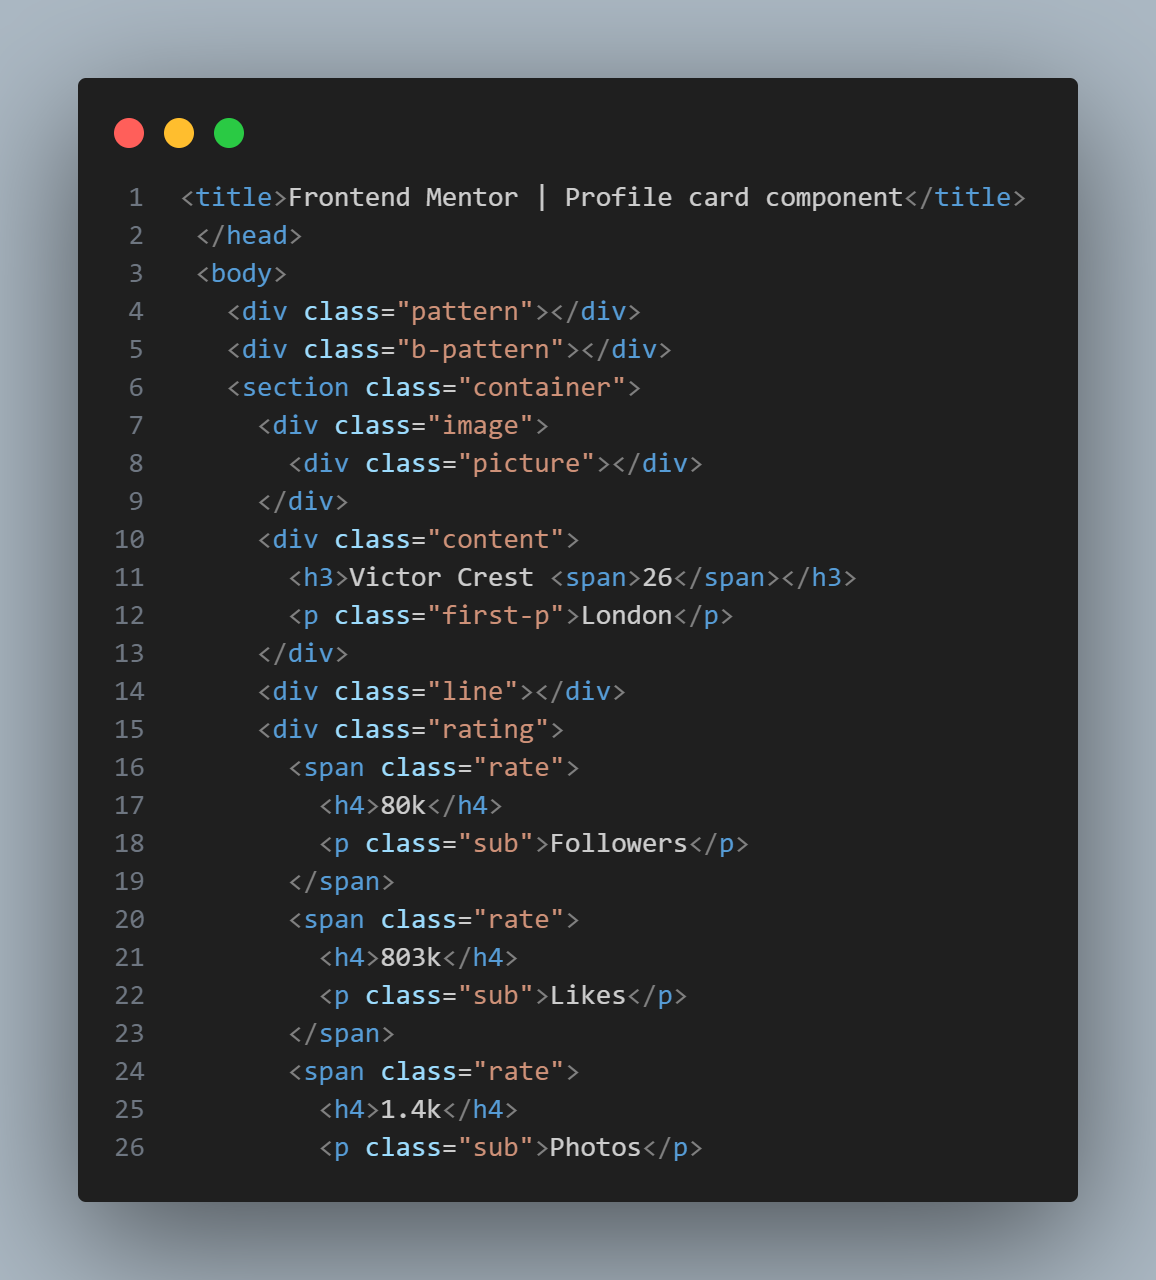 1 <title>Frontend Mentor | Profile card component</title>
2  </head>
3  <body>
4    <div class="pattern"></div>
5    <div class="b-pattern"></div>
6    <section class="container">
7      <div class="image">
8        <div class="picture"></div>
9      </div>
10      <div class="content">
11        <h3>Victor Crest <span>26</span></h3>
12        <p class="first-p">London</p>
13      </div>
14      <div class="line"></div>
15      <div class="rating">
16        <span class="rate">
17          <h4>80k</h4>
18          <p class="sub">Followers</p>
19        </span>
20        <span class="rate">
21          <h4>803k</h4>
22          <p class="sub">Likes</p>
23        </span>
24        <span class="rate">
25          <h4>1.4k</h4>
26          <p class="sub">Photos</p>